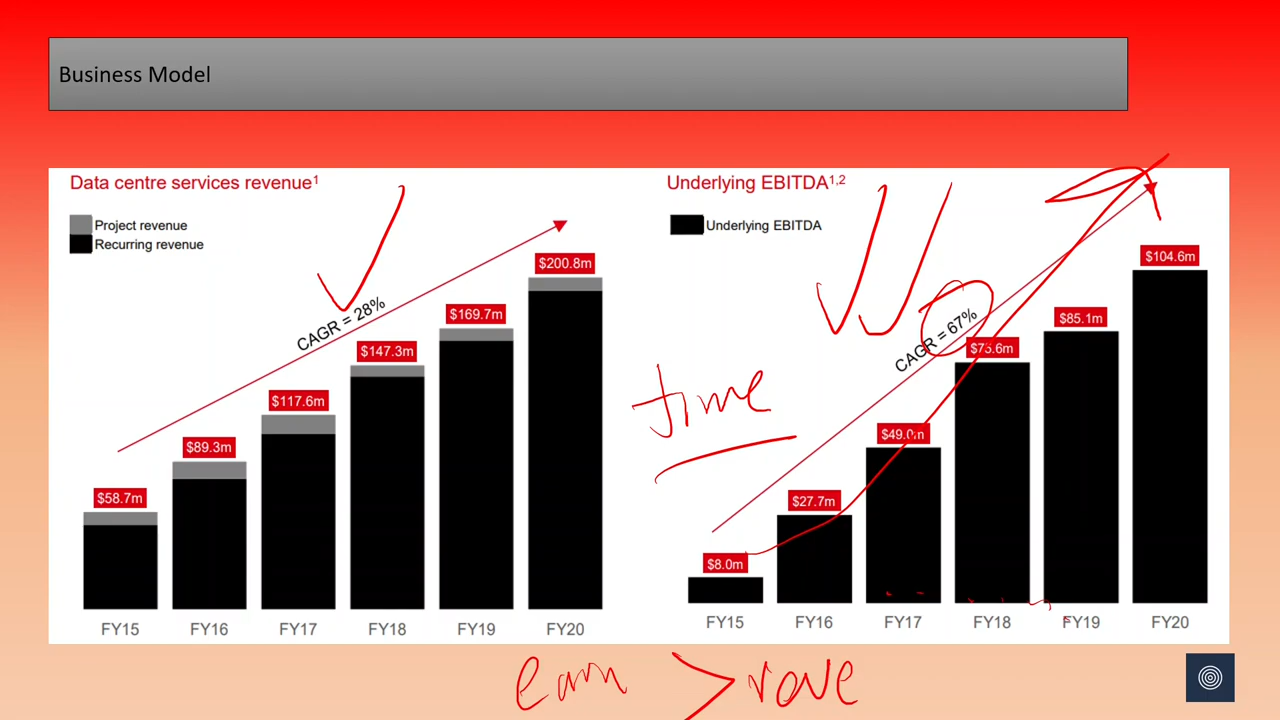 Business Model
Data centre services revenue1
Project revenue
Recurring revenue
CAGR = 28%
$58.7m
$89.3m
$117.6m
$147.3m
$169.7m
$200.8m
FY15 FY16 FY17 FY18 FY19 FY20
Underlying EBITDA1,2
Underlying EBITDA
CAGR = 67%
$8.0m
$27.7m
$49.0m
$75.6m
$85.1m
$104.6m
FY15 FY16 FY17 FY18 FY19 FY20
time
earn >